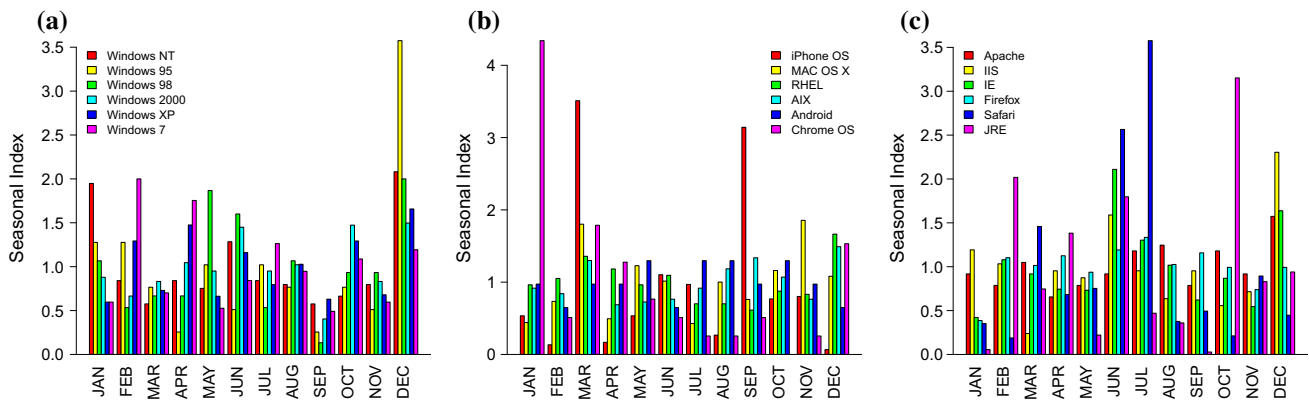 (a)
Seasonal Index
3.5
3.0
2.5
2.0
1.5
1.0
0.5
0.0
Windows NT
Windows 95
Windows 98
Windows 2000
Windows XP
Windows 7
JAN
FEB
MAR
APR
MAY
JUN
JUL
AUG
SEP
OCT
NOV
DEC
(b)
Seasonal Index
4
3
2
1
0
iPhone OS
MAC OS X
RHEL
AIX
Android
Chrome OS
JAN
FEB
MAR
APR
MAY
JUN
JUL
AUG
SEP
OCT
NOV
DEC
(c)
Seasonal Index
3.5
3.0
2.5
2.0
1.5
1.0
0.5
0.0
Apache
IIS
IE
Firefox
Safari
JRE
JAN
FEB
MAR
APR
MAY
JUN
JUL
AUG
SEP
OCT
NOV
DEC